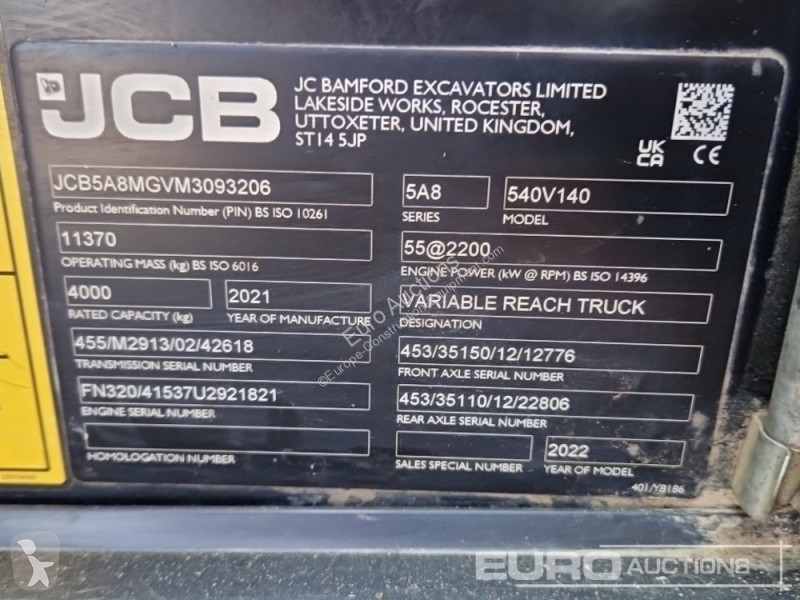 JCB
JC BAMFORD EXCAVATORS LIMITED
LAKESIDE WORKS, ROCESTER,
UTTOXETER, UNITED KINGDOM,
ST14 5JP
UK
CA
CE
JCB5A8MGVM3093206
Product Identification Number (PIN) BS ISO 10261
5A8
SERIES
540V140
MODEL
11370
OPERATING MASS (kg) BS ISO 6016
55@2200
ENGINE POWER (kW @ RPM) BS ISO 14396
4000
RATED CAPACITY (kg)
2021
YEAR OF MANUFACTURE
VARIABLE REACH TRUCK
DESIGNATION
455/M2913/02/42618
TRANSMISSION SERIAL NUMBER
453/35150/12/12776
FRONT AXLE SERIAL NUMBER
FN320/41537U2921821
ENGINE SERIAL NUMBER
453/35110/12/22806
REAR AXLE SERIAL NUMBER
HOMOLOGATION NUMBER
SALES SPECIAL NUMBER
2022
YEAR OF MODEL
401/Y8186
Euro Auctions
©Europe-Construction-Equipment.com
EURO AUCTIONS